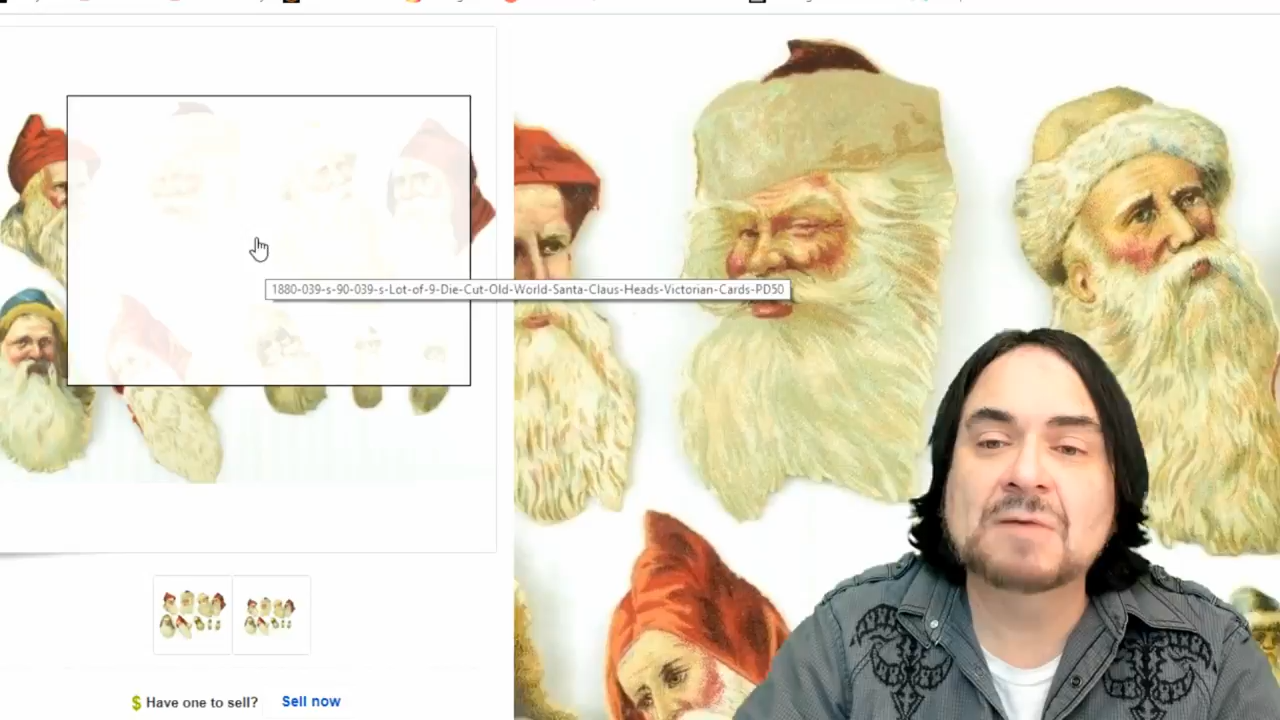 1880-039-s-90-039-s-Lot-of-9-Die-Cut-Old-World-Santa-Claus-Heads-Victorian-Cards-PD50
$ Have one to sell? Sell now